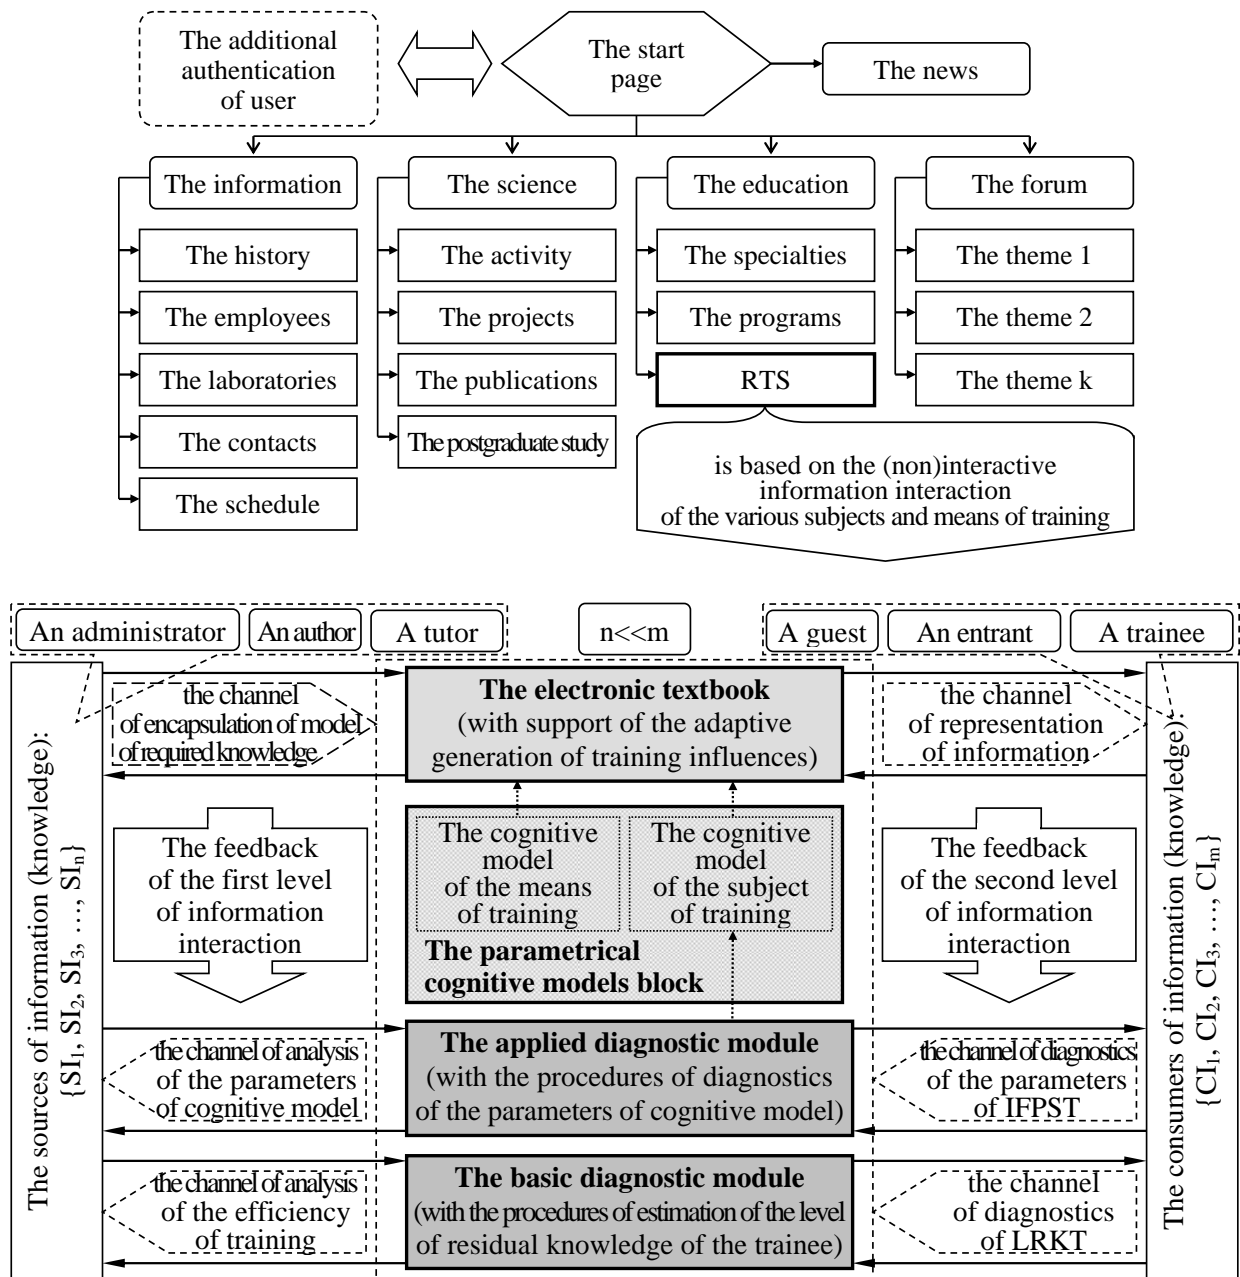 The additional
authentication
of user
The start
page
The news
The information
The science
The education
The forum
The history
The activity
The specialties
The theme 1
The employees
The projects
The programs
The theme 2
The laboratories
The publications
RTS
The theme k
The contacts
The postgraduate study
The schedule
is based on the (non)interactive
information interaction
of the various subjects and means of training
An administrator
An author
A tutor
n<<m
A guest
An entrant
A trainee
The sources of information (knowledge):
{SI1, SI2, SI3, …, SIn}
the channel
of encapsulation of model
of required knowledge
The electronic textbook
(with support of the adaptive
generation of training influences)
the channel
of representation
of information
The consumers of information (knowledge):
{CI1, CI2, CI3, …, CIm}
The feedback
of the first level
of information
interaction
The cognitive
model
of the means
of training
The cognitive
model
of the subject
of training
The parametrical
cognitive models block
The feedback
of the second level
of information
interaction
the channel of analysis
of the parameters
of cognitive model
The applied diagnostic module
(with the procedures of diagnostics
of the parameters of cognitive model)
the channel of diagnostics
of the parameters
of IFPST
the channel of analysis
of the efficiency
of training
The basic diagnostic module
(with the procedures of estimation of the level
of residual knowledge of the trainee)
the channel
of diagnostics
of LRKT